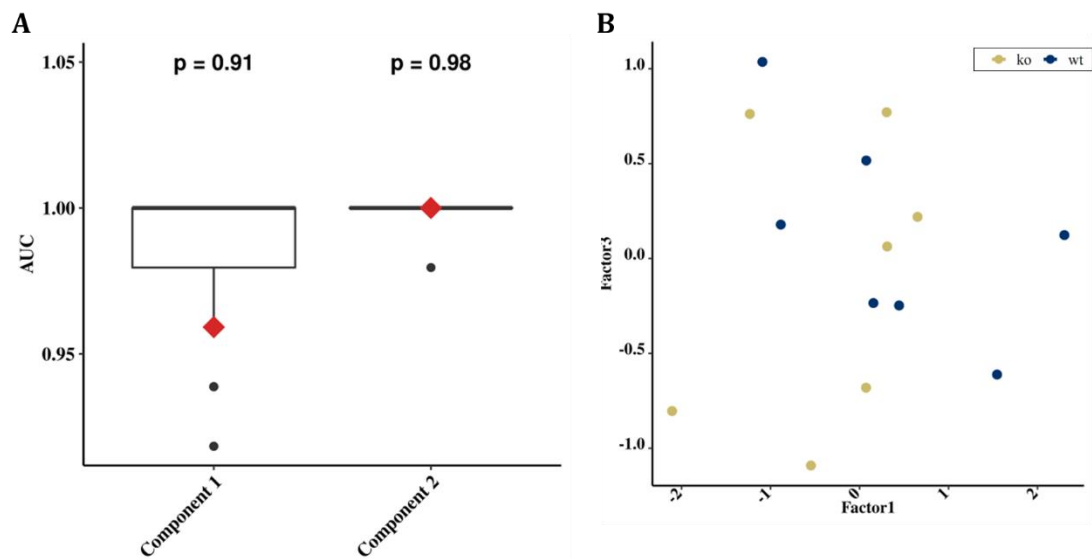 A
1.05
p = 0.91 p = 0.98
1.00
AUC
0.95
Component 1
Component 2
B
ko wt
1.0
0.5
0.0
-0.5
-1.0
Factor3
-2 -1 0 1 2
Factor1